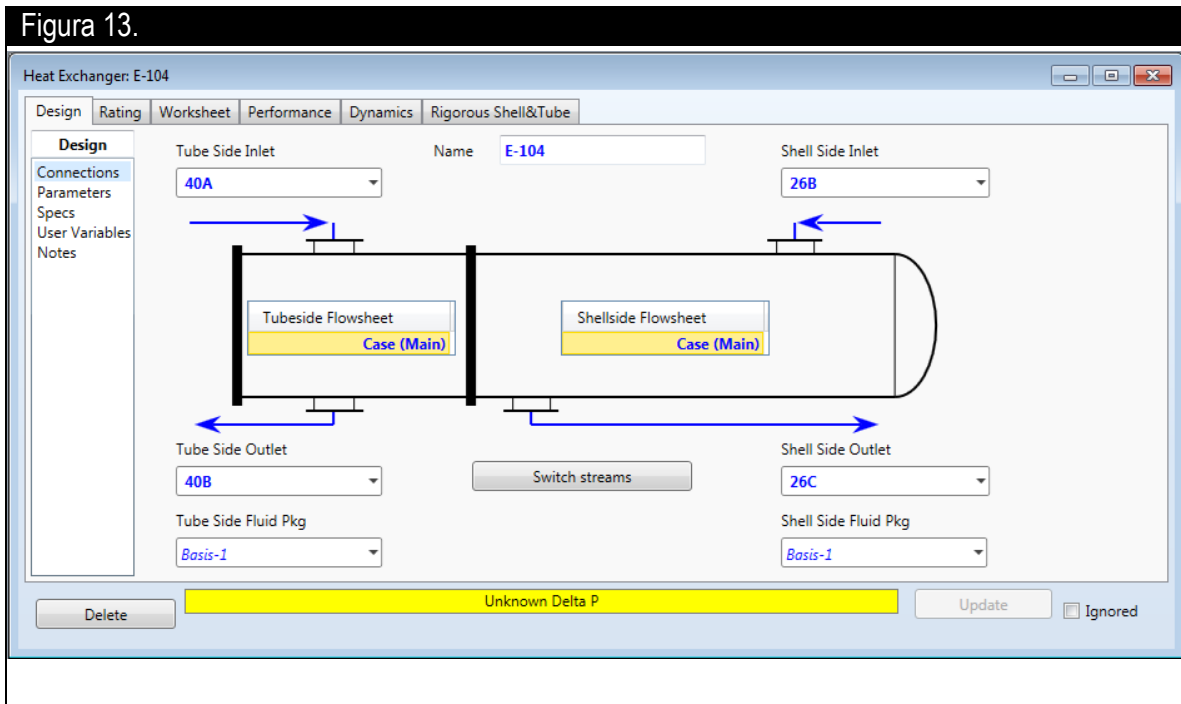 Figura 13.
Heat Exchanger: E-104
Design Rating Worksheet Performance Dynamics Rigorous Shell&Tube
Design
Connections
Parameters
Specs
User Variables
Notes
Tube Side Inlet Name E-104 Shell Side Inlet
40A 26B
Tubeside Flowsheet Shellside Flowsheet
Case (Main) Case (Main)
Tube Side Outlet Shell Side Outlet
40B Switch streams 26C
Tube Side Fluid Pkg Shell Side Fluid Pkg
Basis-1 Basis-1
Delete Unknown Delta P Update Ignored